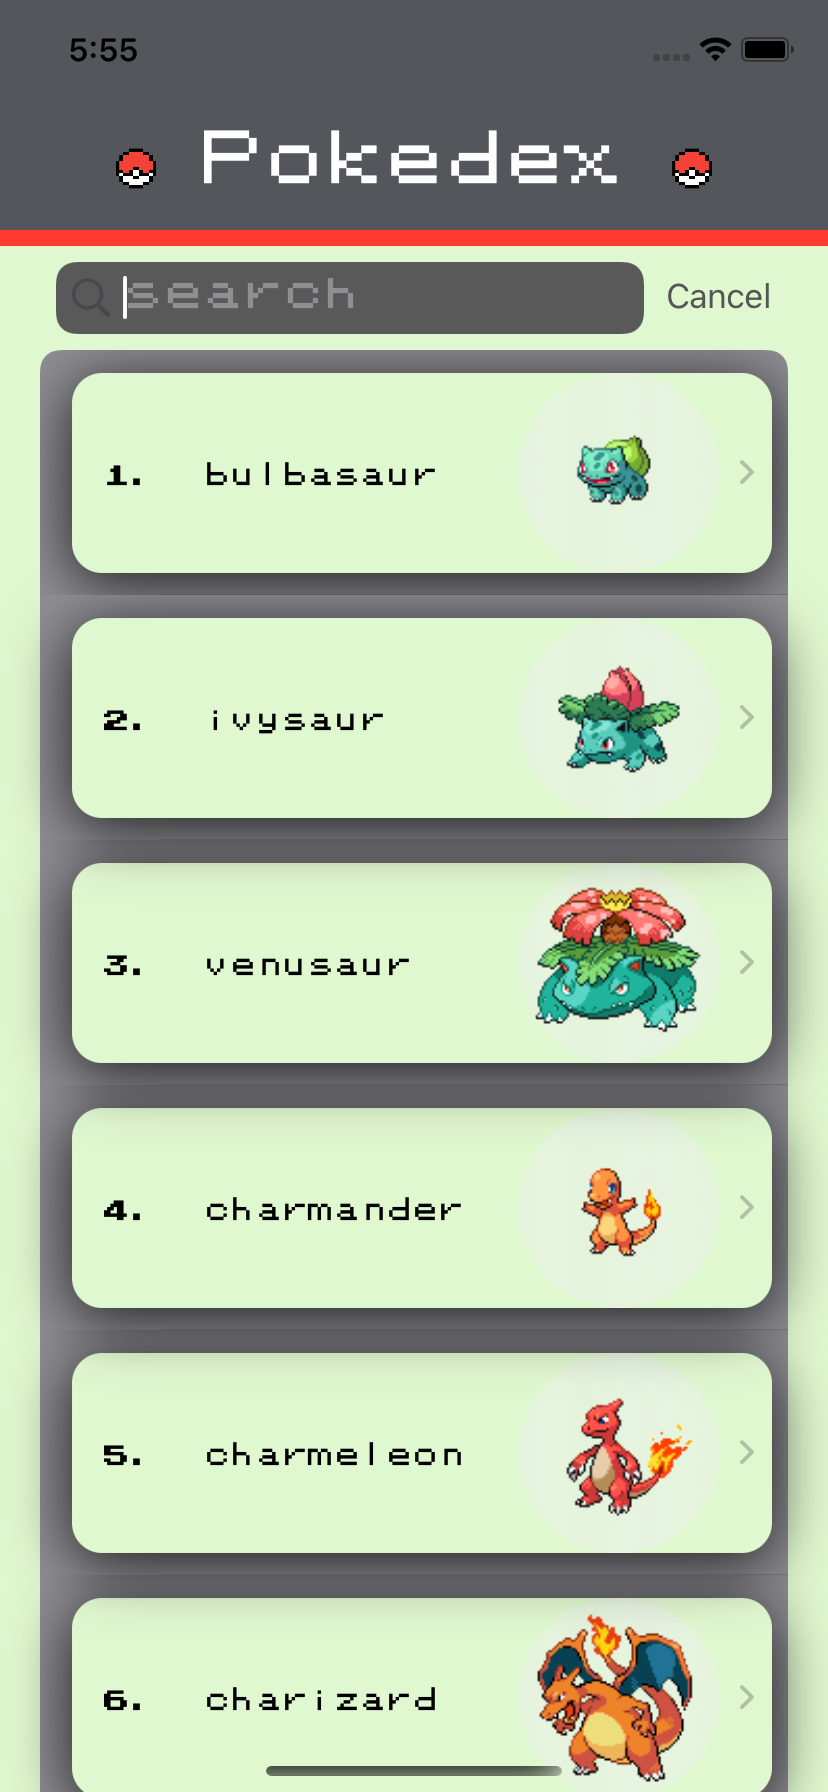 5:55
Pokedex
search
Cancel
1. bulbasaur
2. ivysaur
3. venusaur
4. charmander
5. charmeleon
6. charizard